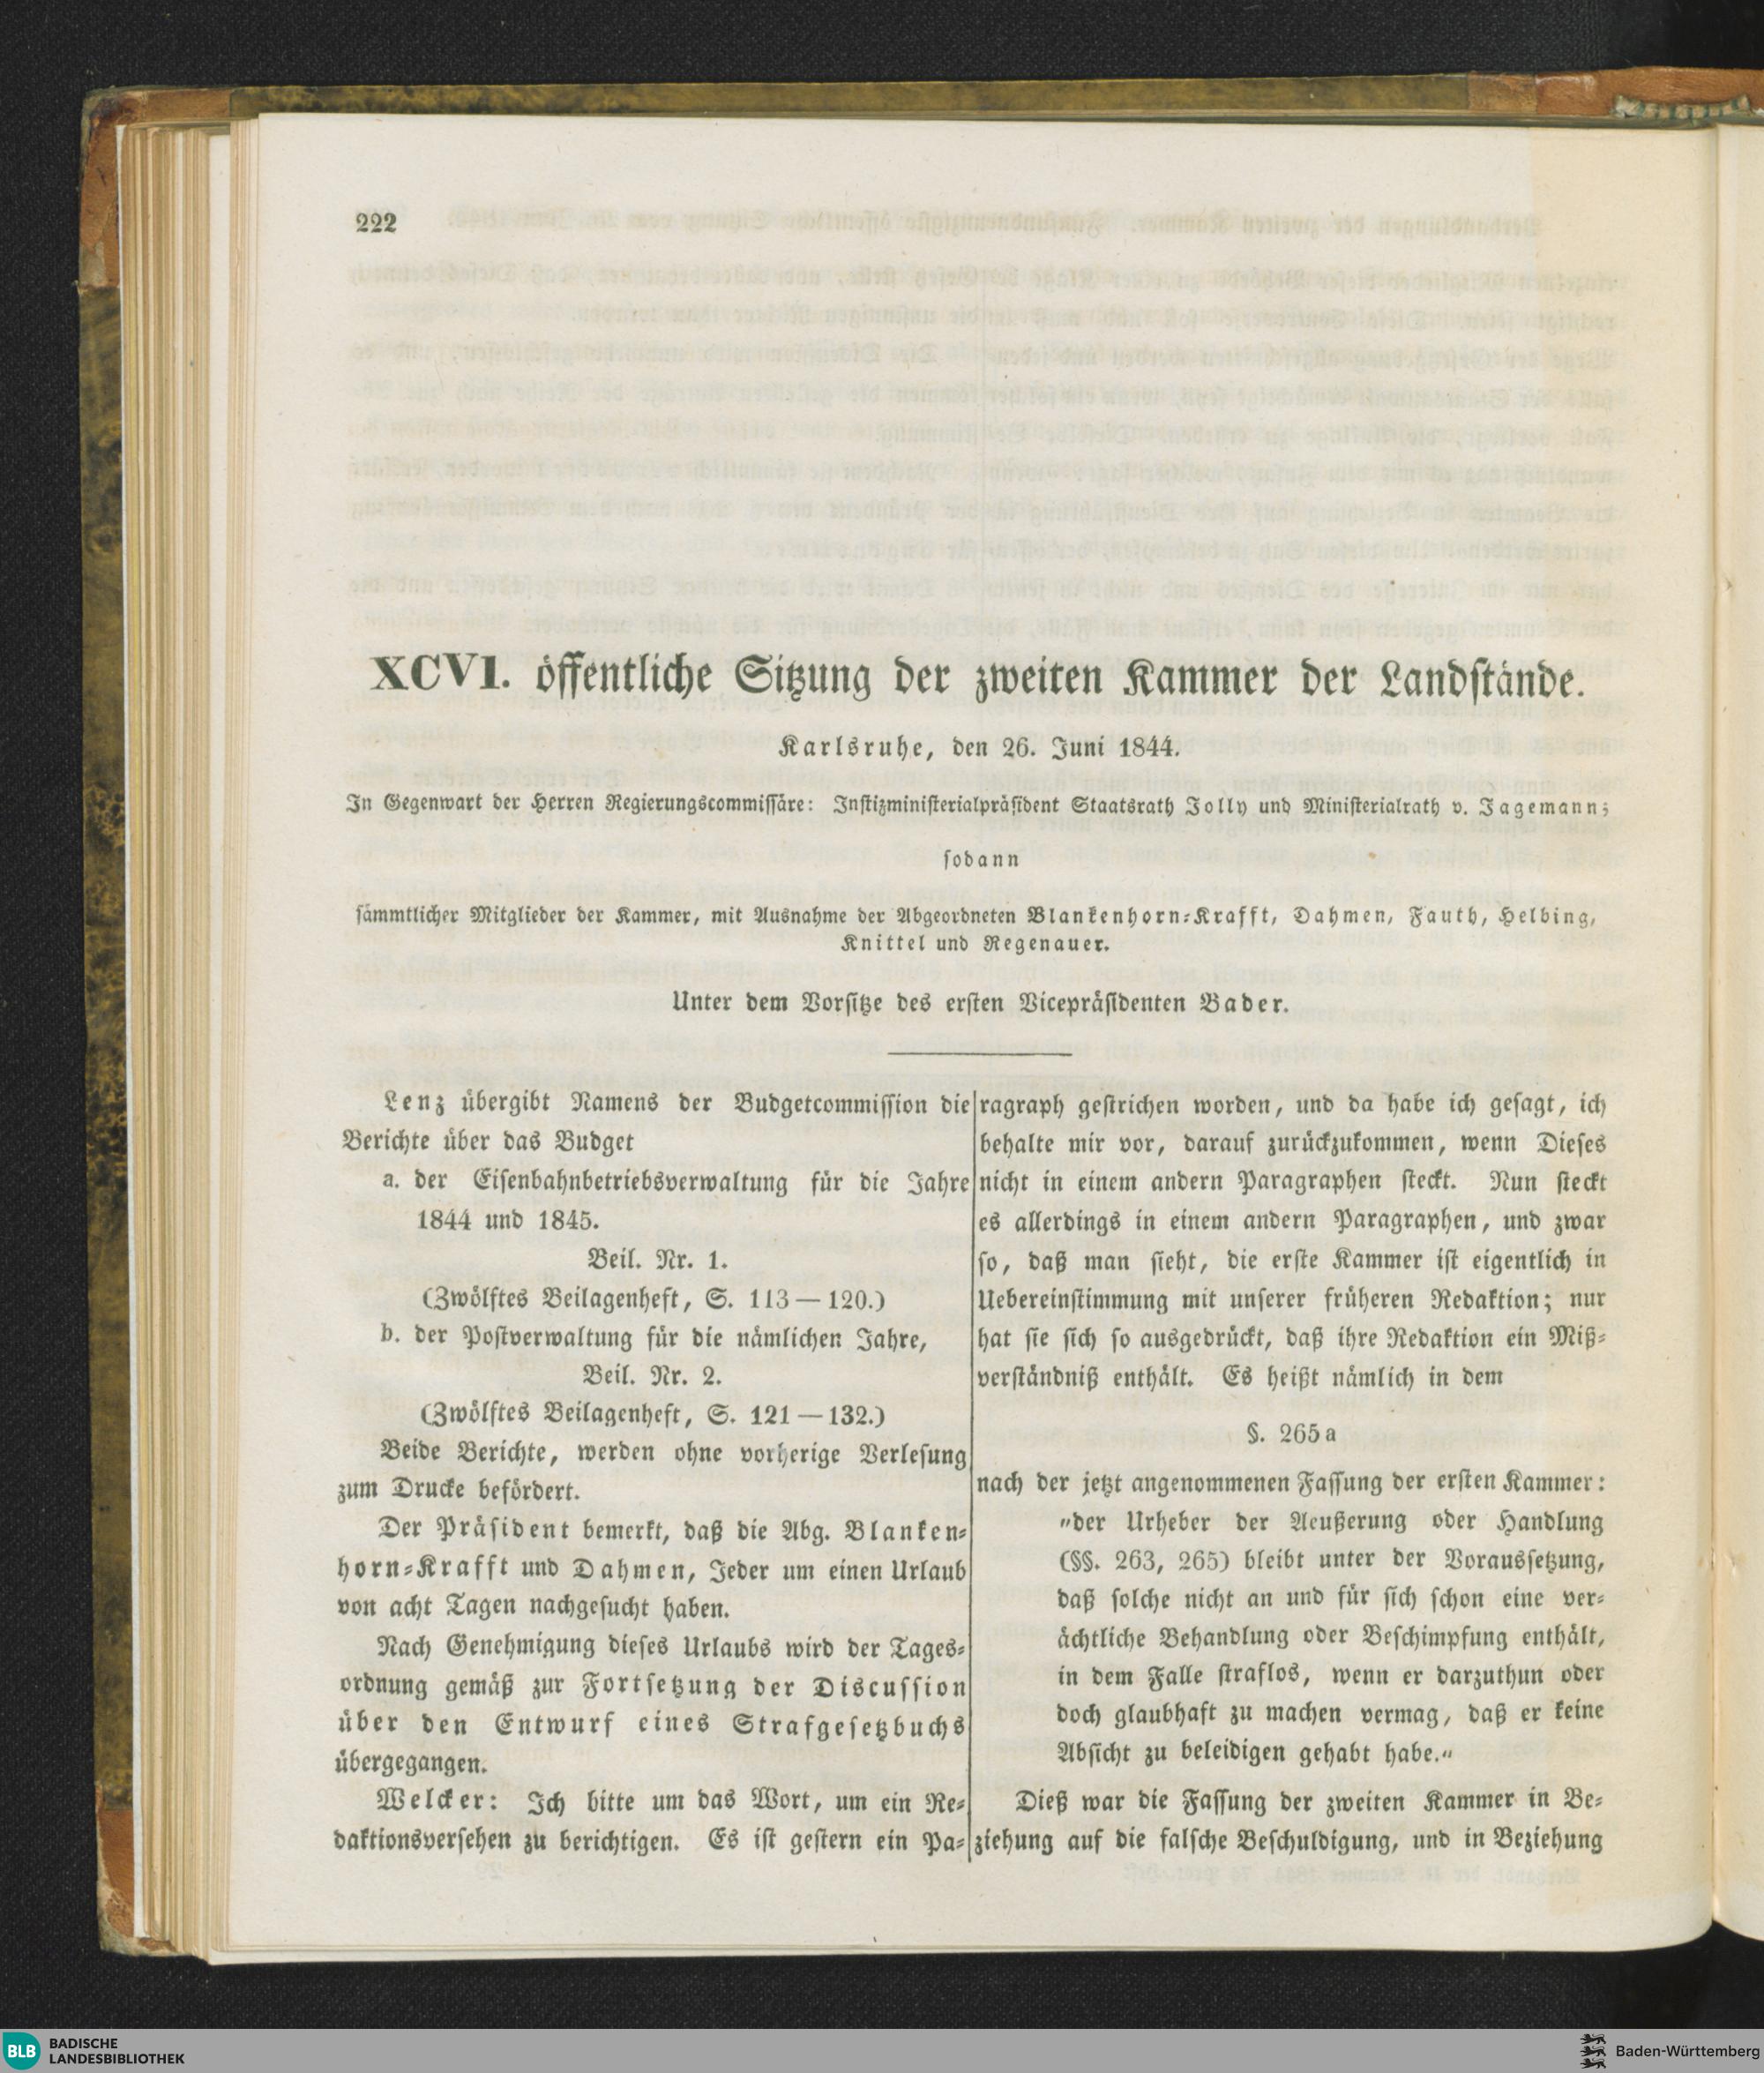 222
XCVI. öffentliche Sitzung der zweiten Kammer der Landstände.
Karlsruhe, den 26. Juni 1844.
In Gegenwart der Herren Regierungscommissäre: Justizministerialpräsident Staatsrath Jolly und Ministerialrath v. Jagemann;
sodann
sämmtlicher Mitglieder der Kammer, mit Ausnahme der Abgeordneten Blankenhorn-Krafft, Dahmen, Fauth, Helbing,
Knittel und Regenauer.
Unter dem Vorsitze des ersten Vicepräsidenten Bader.
Lenz übergibt Namens der Budgetcommission die
Berichte über das Budget
a. der Eisenbahnbetriebsverwaltung für die Jahre
1844 und 1845.
Beil. Nr. 1.
(Zwölftes Beilagenheft, S. 113—120.)
b. der Postverwaltung für die nämlichen Jahre,
Beil. Nr. 2.
(Zwölftes Beilagenheft, S. 121—132.)
Beide Berichte, werden ohne vorherige Verlesung
zum Drucke befördert.
Der Präsident bemerkt, daß die Abg. Blanken-
horn-Krafft und Dahmen, Jeder um einen Urlaub
von acht Tagen nachgesucht haben.
Nach Genehmigung dieses Urlaubs wird der Tages-
ordnung gemäß zur Fortsetzung der Discussion
über den Entwurf eines Strafgesetzbuchs
übergegangen.
Welcker: Ich bitte um das Wort, um ein Re-
daktionsversehen zu berichtigen. Es ist gestern ein Pa-
ragraph gestrichen worden, und da habe ich gesagt, ich
behalte mir vor, darauf zurückzukommen, wenn Dieses
nicht in einem andern Paragraphen steckt. Nun steckt
es allerdings in einem andern Paragraphen, und zwar
so, daß man sieht, die erste Kammer ist eigentlich in
Uebereinstimmung mit unserer früheren Redaktion; nur
hat sie sich so ausgedrückt, daß ihre Redaktion ein Miß-
verständniß enthält. Es heißt nämlich in dem
§. 265a
nach der jetzt angenommenen Fassung der ersten Kammer:
„der Urheber der Aeußerung oder Handlung
(§§. 263, 265) bleibt unter der Voraussetzung,
daß solche nicht an und für sich schon eine ver-
ächtliche Behandlung oder Beschimpfung enthält,
in dem Falle straflos, wenn er darzuthun oder
doch glaubhaft zu machen vermag, daß er keine
Absicht zu beleidigen gehabt habe.“
Dieß war die Fassung der zweiten Kammer in Be-
ziehung auf die falsche Beschuldigung, und in Beziehung
BLB BADISCHE
LANDESBIBLIOTHEK
Baden-Württemberg